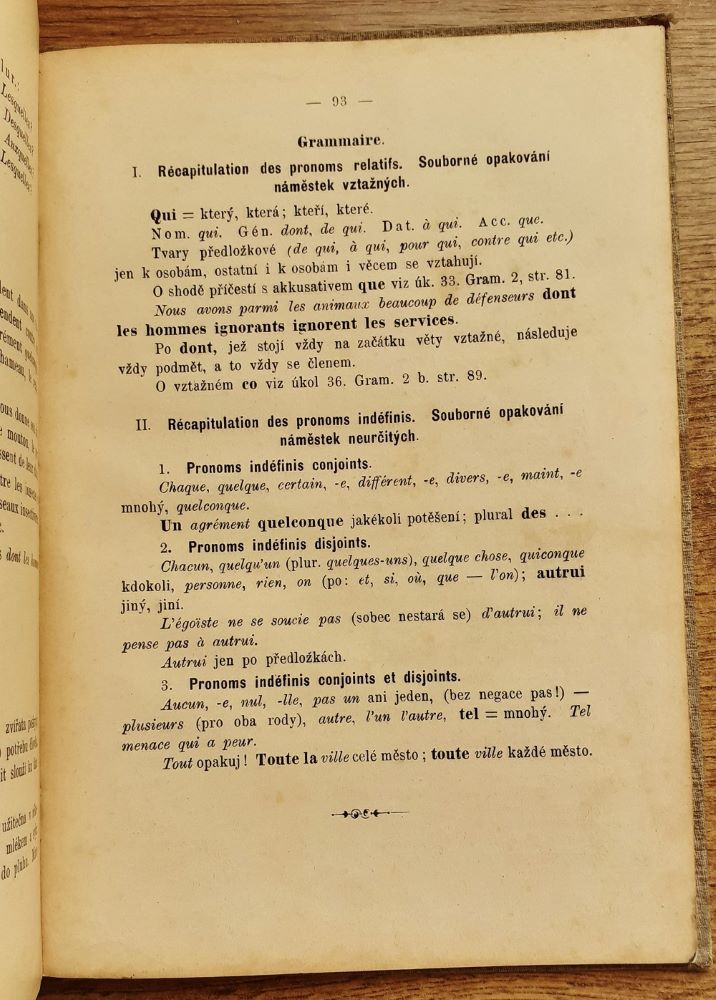 lur.:
Lesquelles;
Desquelles;
Auxquelles;
Lesquelles;
— 93 —
Grammaire.
I. Récapitulation des pronoms relatifs. Souborné opakování
náměstek vztažných.
Qui = který, která; kteří, které.
Nom. qui. Gén. dont, de qui. Dat. à qui. Acc. que.
Tvary předložkové (de qui, à qui, pour qui, contre qui etc.)
jen k osobám, ostatní i k osobám i věcem se vztahují.
O shodě příčestí s akkusativem que viz úk. 33. Gram. 2, str. 81.
Nous avons parmi les animaux beaucoup de défenseurs dont
les hommes ignorants ignorent les services.
Po dont, jež stojí vždy na začátku věty vztažné, následuje
vždy podmět, a to vždy se členem.
O vztažném co viz úkol 36. Gram. 2 b. str. 89.
II. Récapitulation des pronoms indéfinis. Souborné opakování
náměstek neurčitých.
1. Pronoms indéfinis conjoints.
Chaque, quelque, certain, -e, différent, -e, divers, -e, maint, -e
mnohý, quelconque.
Un agrément quelconque jakékoli potěšení; plural des . . .
2. Pronoms indéfinis disjoints.
Chacun, quelqu'un (plur. quelques-uns), quelque chose, quiconque
kdokoli, personne, rien, on (po: et, si, où, que — l'on); autrui
jiný, jiní.
L'égoïste ne se soucie pas (sobec nestará se) d'autrui; il ne
pense pas à autrui.
Autrui jen po předložkách.
3. Pronoms indéfinis conjoints et disjoints.
Aucun, -e, nul, -lle, pas un ani jeden, (bez negace pas!) —
plusieurs (pro oba rody), autre, l'un l'autre, tel = mnohý. Tel
menace qui a peur.
Tout opakuj! Toute la ville celé město; toute ville každé město.